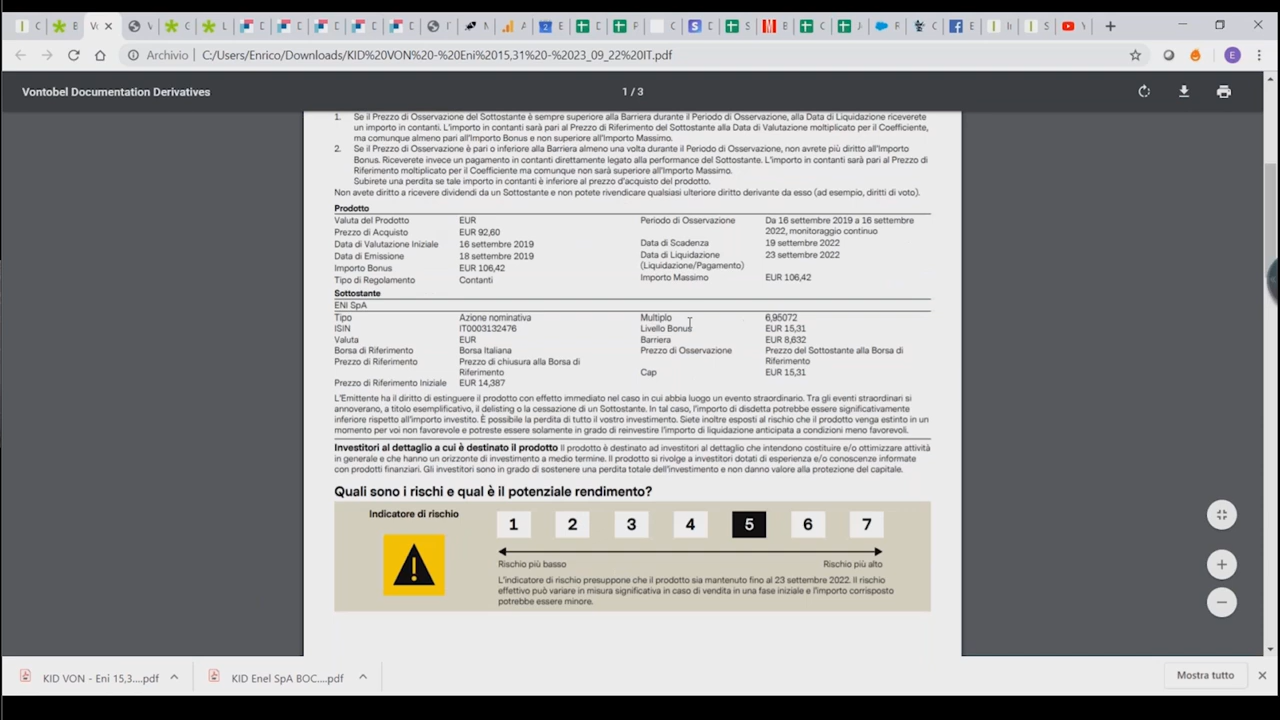 Archivio
C:/Users/Enrico/Downloads/KID%20VON%20-%20Eni%2015,31%20-%2023_09_22%20IT.pdf
Vontobel Documentation Derivatives
1 / 3
1. Se il Prezzo di Osservazione del Sottostante è sempre superiore alla Barriera durante il Periodo di Osservazione, alla Data di Liquidazione riceverete
un importo in contanti. L'importo in contanti sarà pari al Prezzo di Riferimento del Sottostante alla Data di Valutazione moltiplicato per il Coefficiente,
ma comunque almeno pari all'Importo Bonus e non superiore all'Importo Massimo.
2. Se il Prezzo di Osservazione è pari o inferiore alla Barriera almeno una volta durante il Periodo di Osservazione, non avrete più diritto all'Importo
Bonus. Riceverete invece un pagamento in contanti direttamente legato alla performance del Sottostante. L'importo in contanti sarà pari al Prezzo di
Riferimento moltiplicato per il Coefficiente ma comunque non sarà superiore all'Importo Massimo.
Subirete una perdita se tale importo in contanti è inferiore al prezzo d'acquisto del prodotto.
Non avete diritto a ricevere dividendi da un Sottostante e non potete rivendicare qualsiasi ulteriore diritto derivante da esso (ad esempio, diritti di voto).
Prodotto
Valuta del Prodotto EUR Periodo di Osservazione Da 16 settembre 2019 a 16 settembre
2022, monitoraggio continuo
Prezzo di Acquisto EUR 92,60
Data di Valutazione Iniziale 16 settembre 2019 Data di Scadenza 19 settembre 2022
Data di Emissione 18 settembre 2019 Data di Liquidazione 23 settembre 2022
(Liquidazione/Pagamento)
Importo Bonus EUR 106,42
Tipo di Regolamento Contanti Importo Massimo EUR 106,42
Sottostante
ENI SpA
Tipo Azione nominativa Multiplo 6,95072
ISIN IT0003132476 Livello Bonus EUR 15,31
Valuta EUR Barriera EUR 8,632
Borsa di Riferimento Borsa Italiana Prezzo di Osservazione Prezzo del Sottostante alla Borsa di
Riferimento
Prezzo di Riferimento Prezzo di chiusura alla Borsa di
Riferimento Cap EUR 15,31
Prezzo di Riferimento Iniziale EUR 14,387
L'Emittente ha il diritto di estinguere il prodotto con effetto immediato nel caso in cui abbia luogo un evento straordinario. Tra gli eventi straordinari si
annoverano, a titolo esemplificativo, il delisting o la cessazione di un Sottostante. In tal caso, l'importo di disdetta potrebbe essere significativamente
inferiore rispetto all'importo investito. È possibile la perdita di tutto il vostro investimento. Siete inoltre esposti al rischio che il prodotto venga estinto in un
momento per voi non favorevole e potreste essere solamente in grado di reinvestire l'importo di liquidazione anticipata a condizioni meno favorevoli.
Investitori al dettaglio a cui è destinato il prodotto Il prodotto è destinato ad investitori al dettaglio che intendono costituire e/o ottimizzare attività
in generale e che hanno un orizzonte di investimento a medio termine. Il prodotto si rivolge a investitori dotati di esperienza e/o conoscenze informate
con prodotti finanziari. Gli investitori sono in grado di sostenere una perdita totale dell'investimento e non danno valore alla protezione del capitale.
Quali sono i rischi e qual è il potenziale rendimento?
Indicatore di rischio
1 2 3 4 5 6 7
Rischio più basso Rischio più alto
L'indicatore di rischio presuppone che il prodotto sia mantenuto fino al 23 settembre 2022. Il rischio
effettivo può variare in misura significativa in caso di vendita in una fase iniziale e l'importo corrisposto
potrebbe essere minore.
KID VON - Eni 15,3....pdf
KID Enel SpA BOC....pdf
Mostra tutto